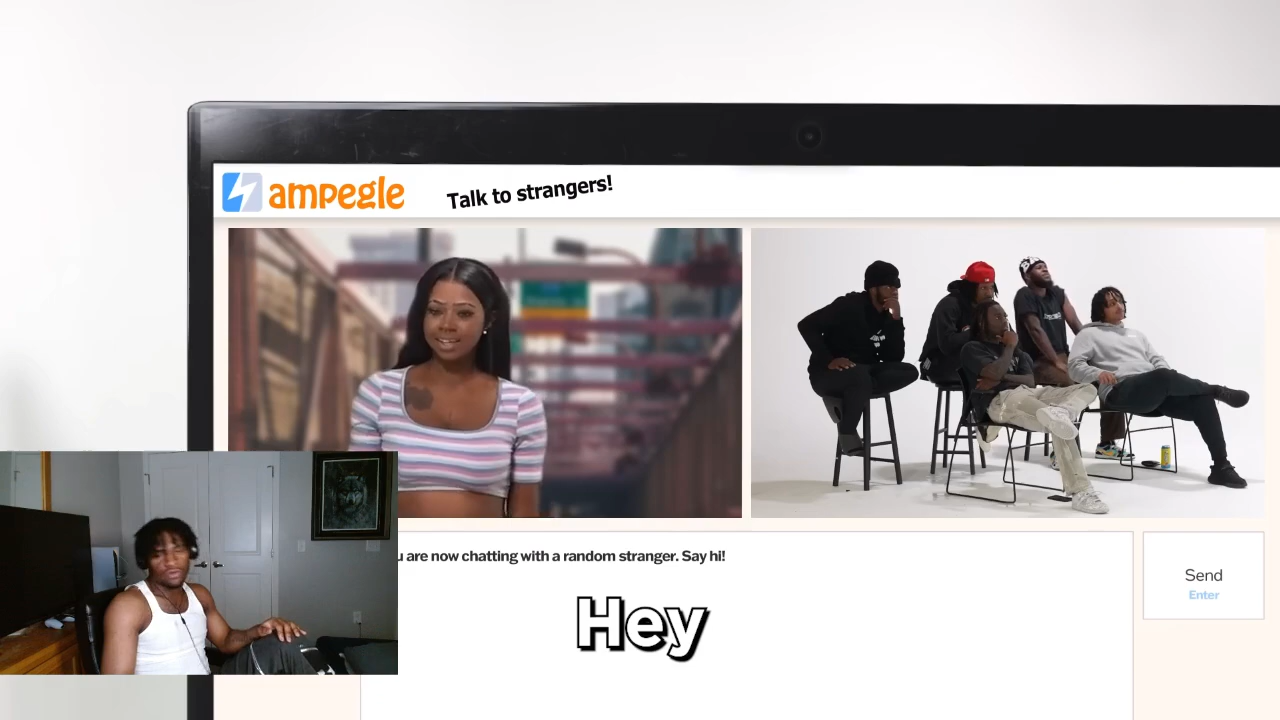 ampegle
Talk to strangers!
u are now chatting with a random stranger. Say hi!
Hey
Send
Enter